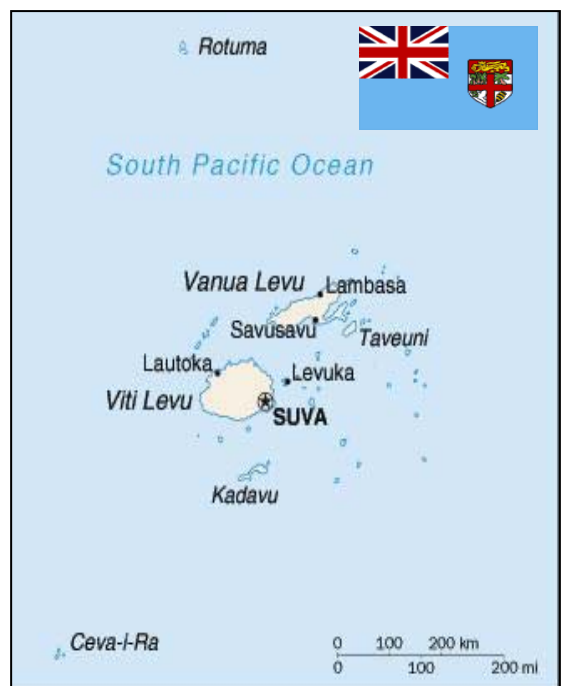 Rotuma
South Pacific Ocean
Vanua Levu
Lambasa
Savusavu
Taveuni
Lautoka
Levuka
Viti Levu
SUVA
Kadavu
Ceva-I-Ra
0 100 200 km
0 100 200 mi